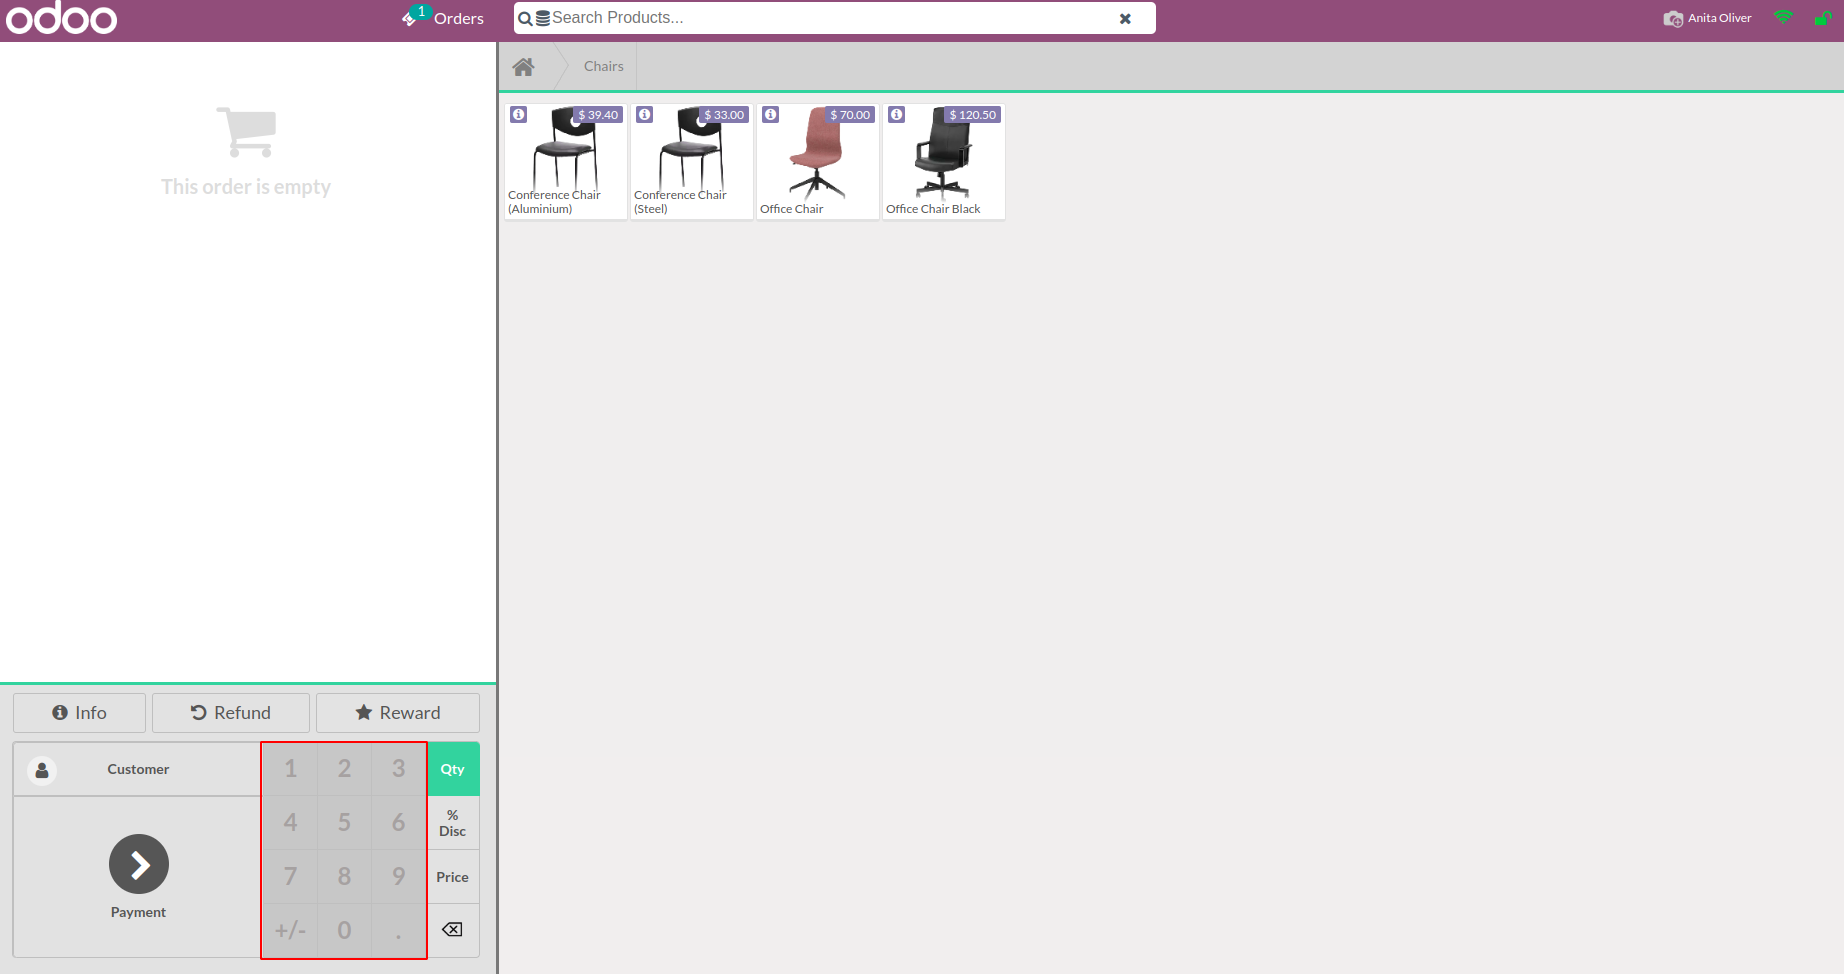 odoo
1 Orders
Search Products...
Anita Oliver
Chairs
This order is empty
$ 39.40
Conference Chair
(Aluminium)
$ 33.00
Conference Chair
(Steel)
$ 70.00
Office Chair
$ 120.50
Office Chair Black
Info
Refund
Reward
Customer
Payment
1 2 3 Qty
4 5 6 % Disc
7 8 9 Price
+/- 0 .